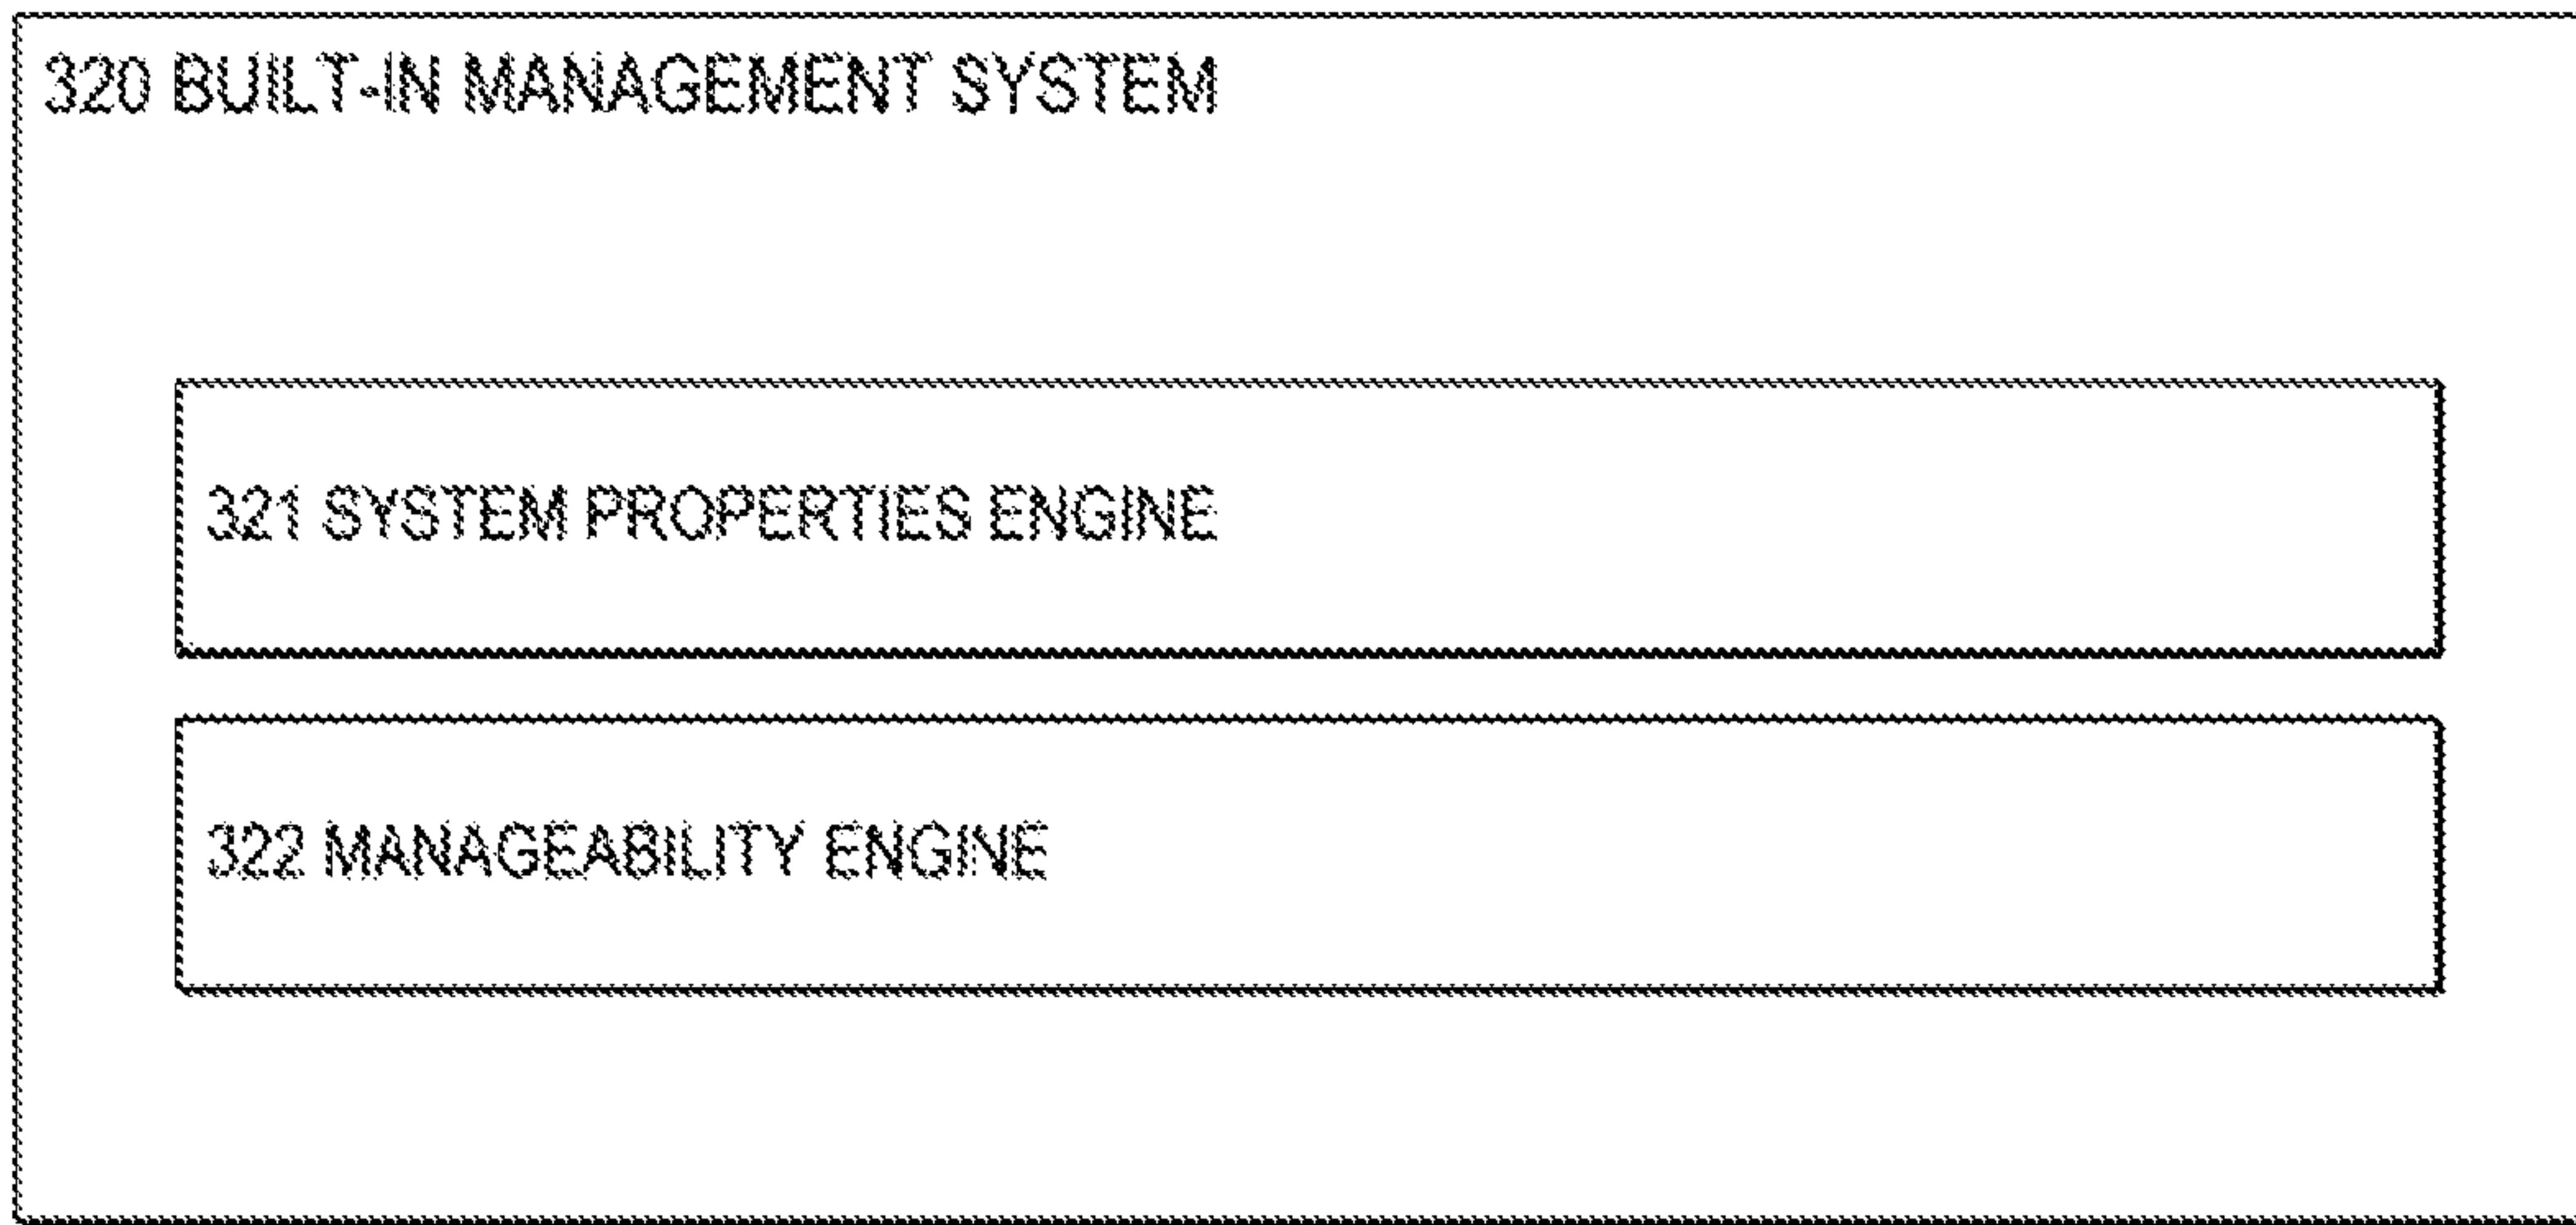 320 BUILT-IN MANAGEMENT SYSTEM
321 SYSTEM PROPERTIES ENGINE
322 MANAGEABILITY ENGINE